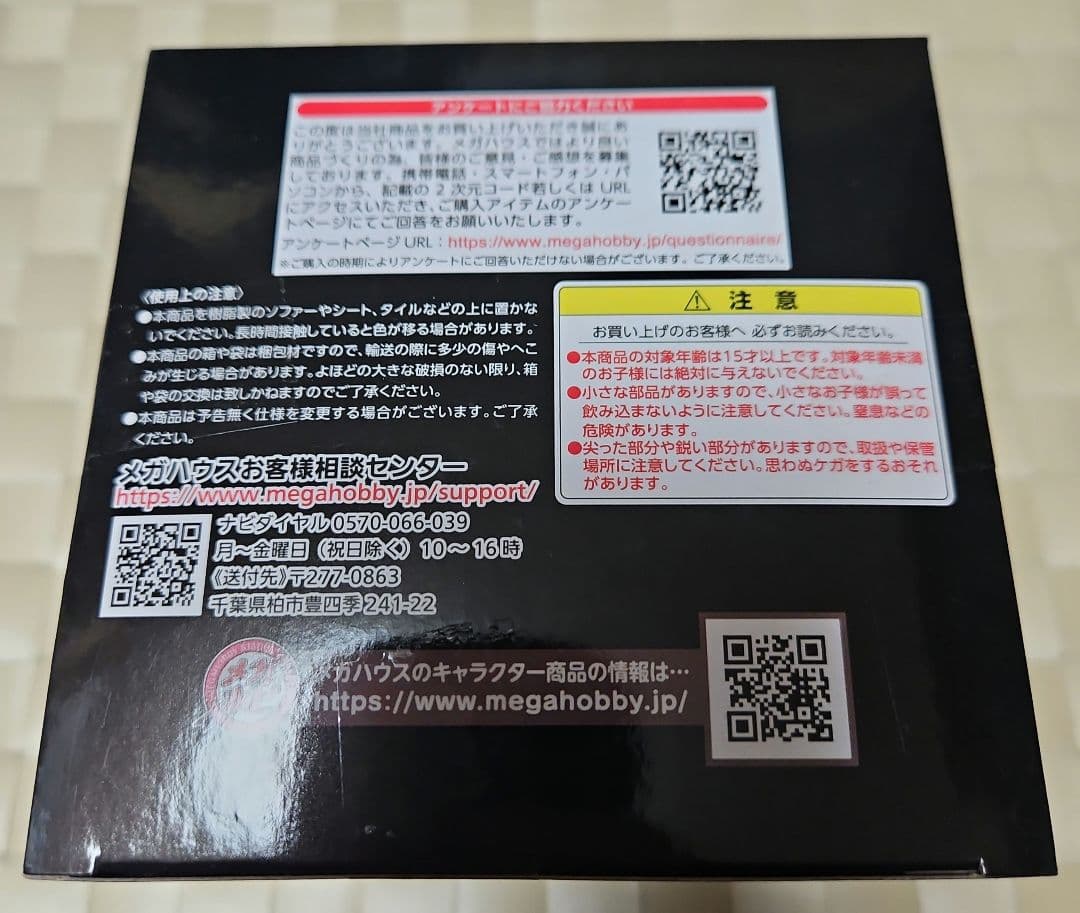 アンケートにご協力ください
この度は当社商品をお買い上げいただき誠にあ
りがとうございます。メガハウスではより良い
商品づくりの為、皆様のご意見・ご感想を募集
しております。携帯電話・スマートフォン・パ
ソコンから、記載の2次元コード若しくは URL
にアクセスいただき、ご購入アイテムのアンケー
トページにてご回答をお願いいたします。
アンケートページ URL：https://www.megahobby.jp/questionnaire/
※ご購入の時期によりアンケートにご回答いただけない場合がございます。ご了承ください。
〈使用上の注意〉
●本商品を樹脂製のソファーやシート、タイルなどの上に置かな
いでください。長時間接触していると色が移る場合があります。
●本商品の箱や袋は梱包材ですので、輸送の際に多少の傷やへこ
みが生じる場合があります。よほどの大きな破損のない限り、箱
や袋の交換は致しかねますのでご了承ください。
●本商品は予告無く仕様を変更する場合がございます。ご了承
ください。
メガハウスお客様相談センター
https://www.megahobby.jp/support/
ナビダイヤル 0570-066-039
月～金曜日（祝日除く）10～16時
《送付先》〒277-0863
千葉県柏市豊四季 241-22
⚠ 注 意
お買い上げのお客様へ 必ずお読みください。
●本商品の対象年齢は15才以上です。対象年齢未満
のお子様には絶対に与えないでください。
●小さな部品がありますので、小さなお子様が誤って
飲み込まないように注意してください。窒息などの
危険があります。
●尖った部分や鋭い部分がありますので、取扱や保管
場所に注意してください。思わぬケガをするおそれ
があります。
メガハウスのキャラクター商品の情報は…
https://www.megahobby.jp/